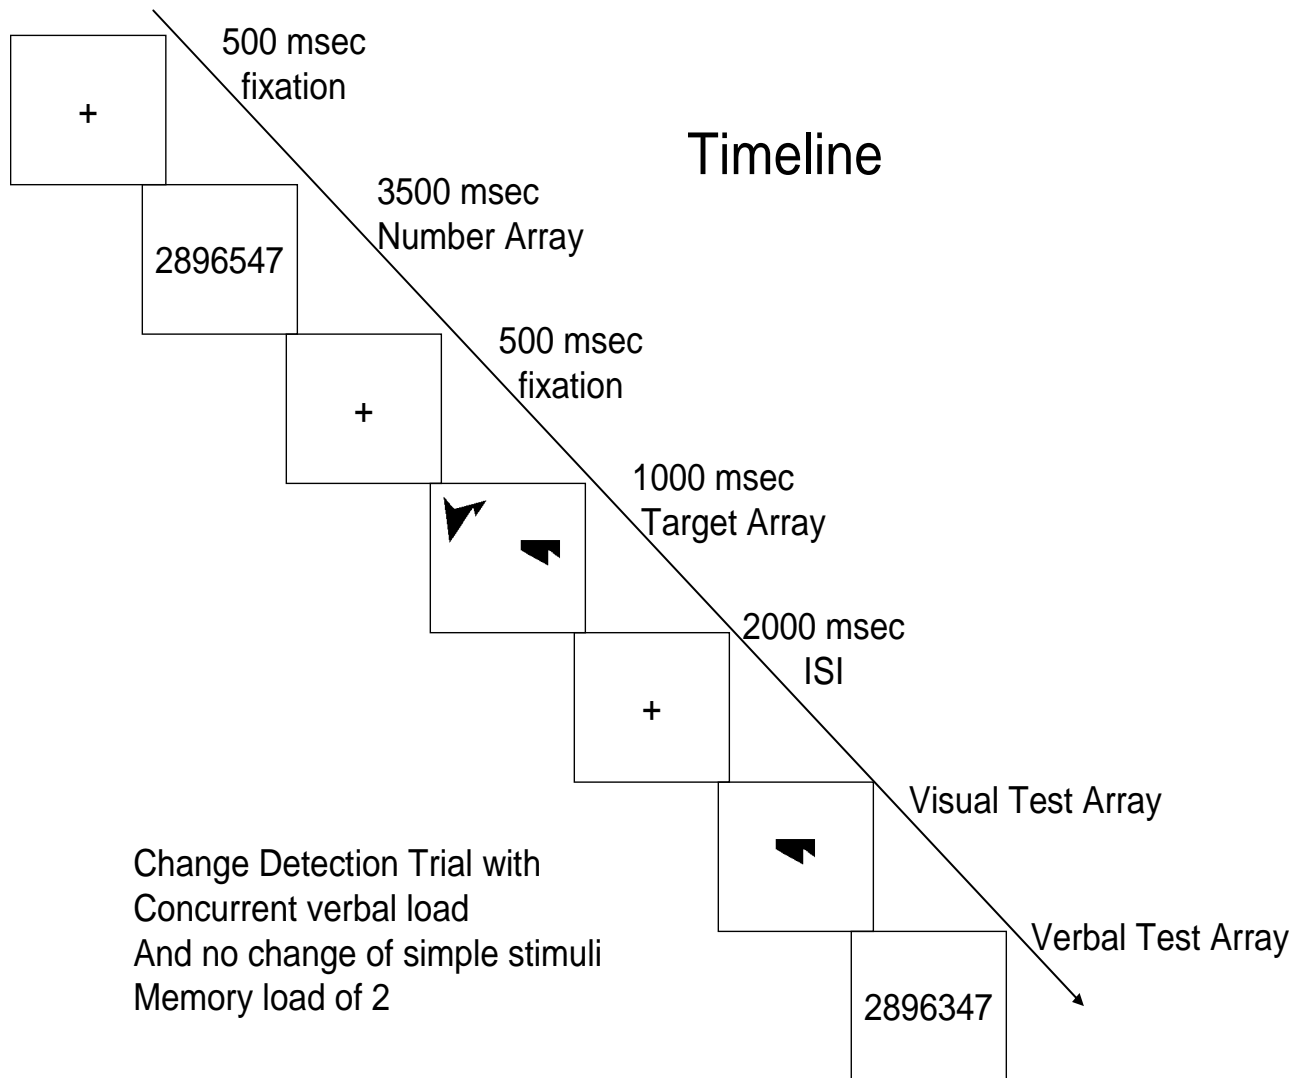 500 msec
fixation
+
Timeline
3500 msec
Number Array
2896547
500 msec
fixation
+
1000 msec
Target Array
2000 msec
ISI
+
Visual Test Array
Change Detection Trial with
Concurrent verbal load
And no change of simple stimuli
Memory load of 2
Verbal Test Array
2896347